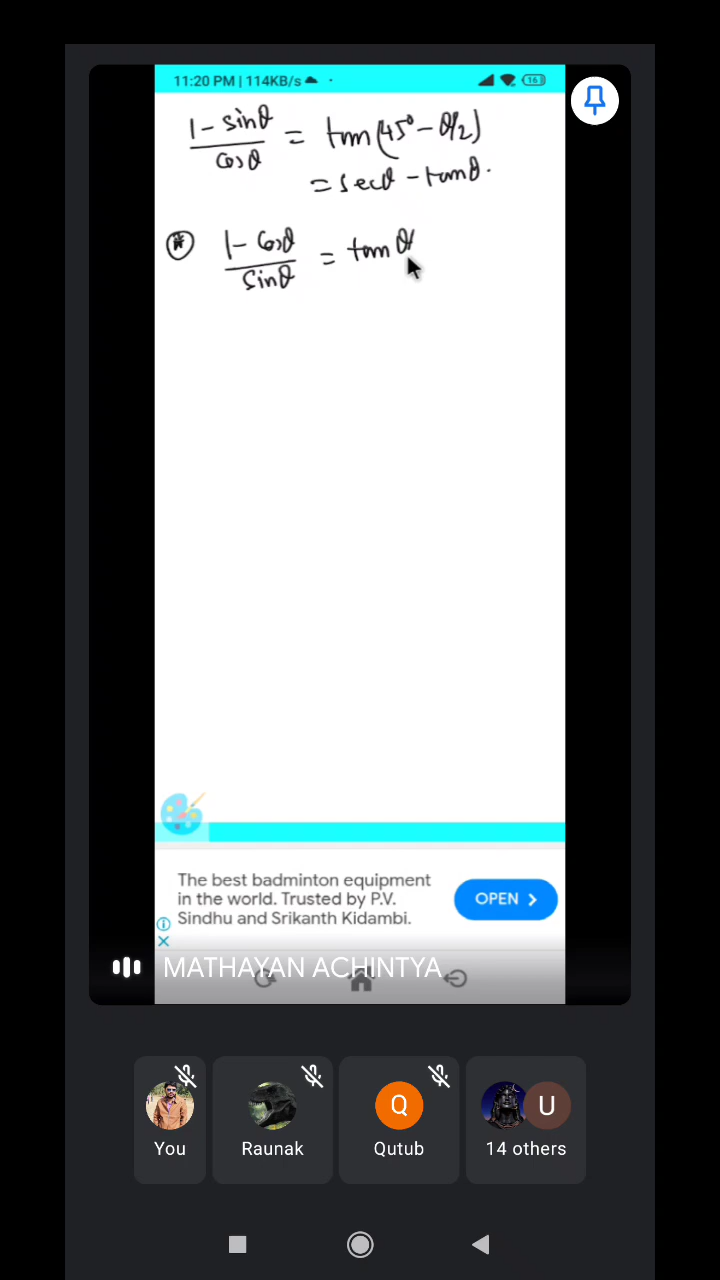 11:20 PM | 114KB/s
16
1 - sinθ / cosθ = tan(45° - θ/2)
= secθ - tanθ.
* 1 - cosθ / sinθ = tan θ/
The best badminton equipment
in the world. Trusted by P.V.
Sindhu and Srikanth Kidambi.
OPEN
MATHAYAN ACHINTYA
Q
U
You
Raunak
Qutub
14 others